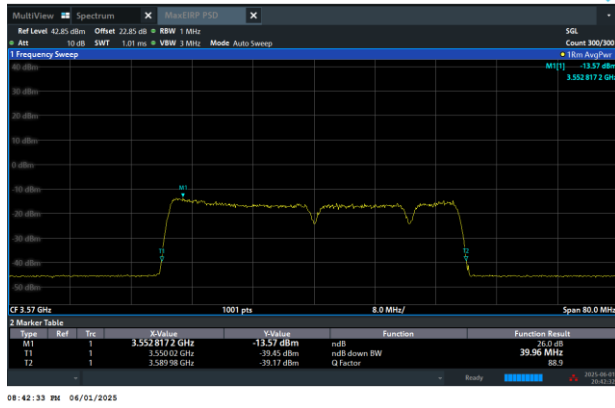 MultiView Spectrum X MaxEIRP PSD X
Ref Level 42.85 dBm Offset 22.85 dB RBW 1 MHz SGL
Att 10 dB SWT 1.01 ms VBW 3 MHz Mode Auto Sweep Count 300/300
1 Frequency Sweep 1Rm AvgPwr
40 dBm M1[1] -13.57 dBm
3.552 817 2 GHz
30 dBm
20 dBm
10 dBm
0 dBm
-10 dBm
M1
-20 dBm
-30 dBm
T1 T2
-40 dBm
-50 dBm
CF 3.57 GHz 1001 pts 8.0 MHz/ Span 80.0 MHz
2 Marker Table
Type Ref Trc X-Value Y-Value Function Function Result
M1 1 3.552 817 2 GHz -13.57 dBm ndB 26.0 dB
T1 1 3.550 02 GHz -39.45 dBm ndB down BW 39.96 MHz
T2 1 3.589 98 GHz -39.17 dBm Q Factor 88.9
Ready 2025-06-01
20:42:32
08:42:33 PM 06/01/2025